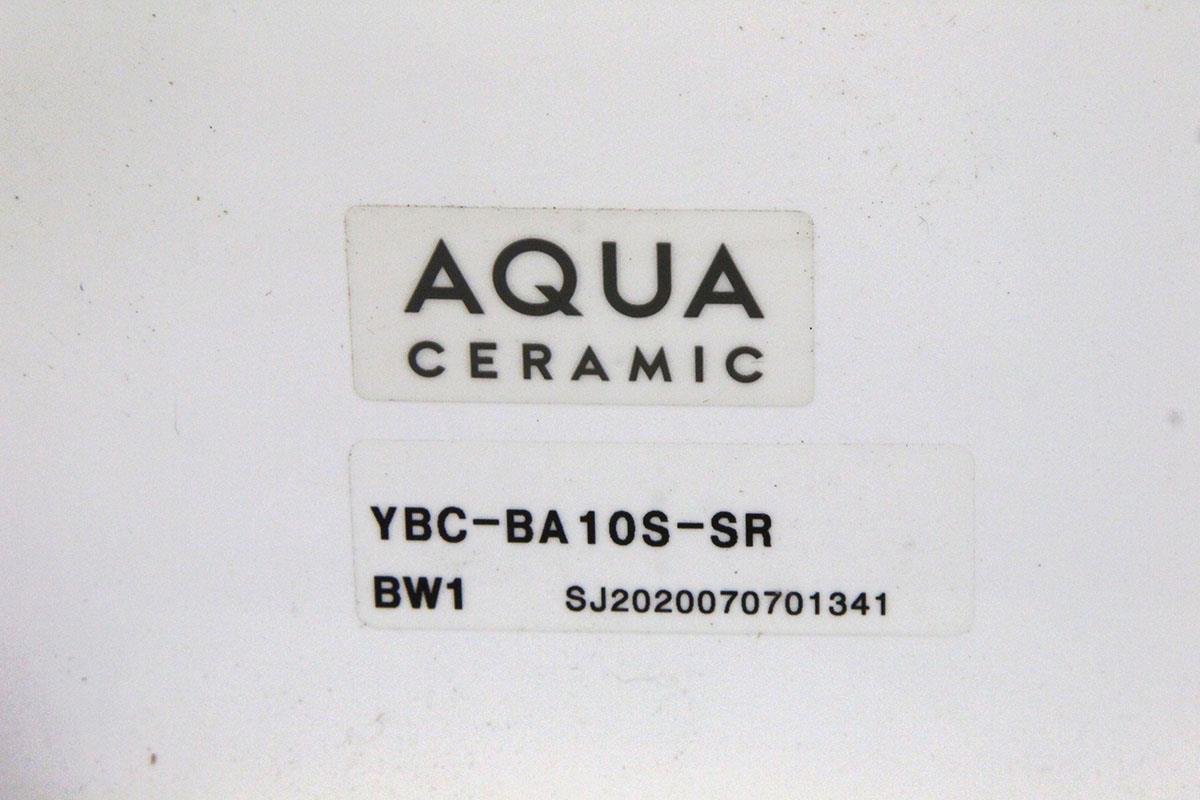 AQUA
CERAMIC
YBC-BA10S-SR
BW1 SJ2020070701341